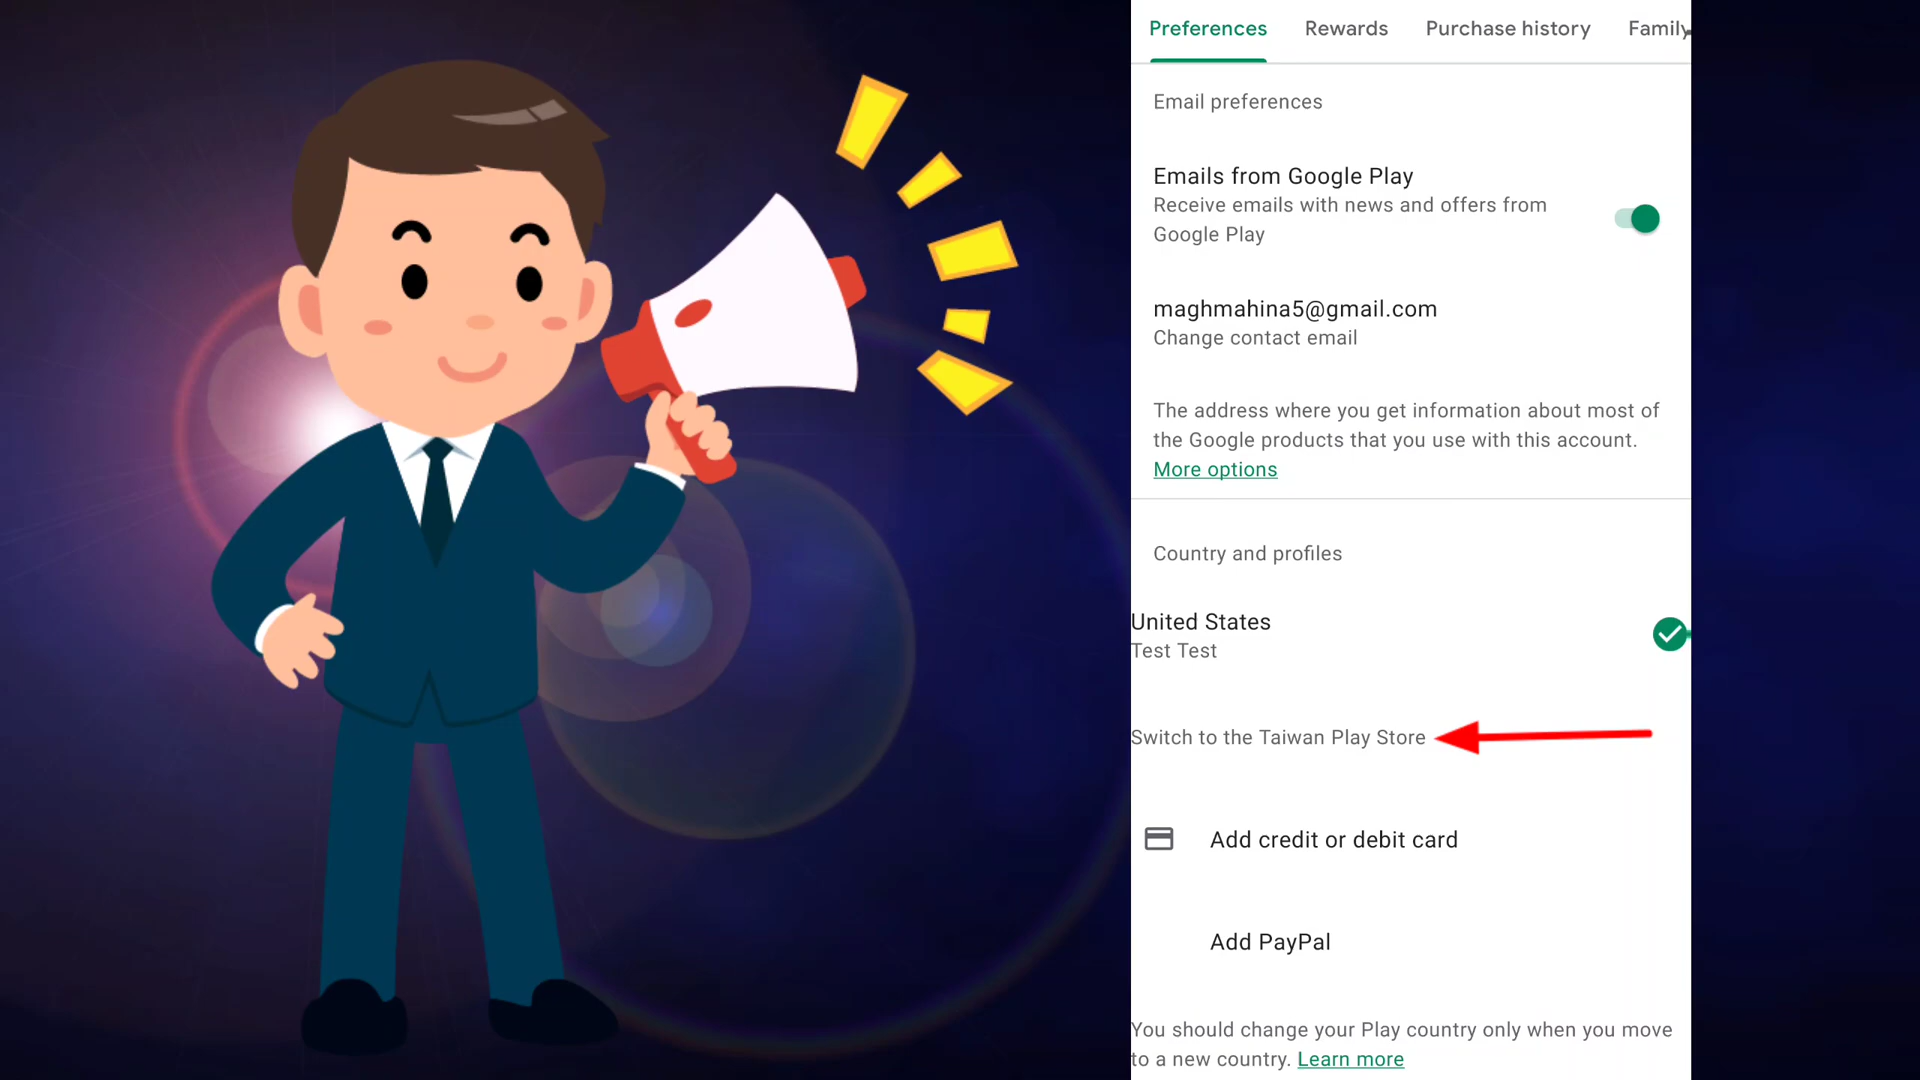 Preferences Rewards Purchase history Family
Email preferences
Emails from Google Play
Receive emails with news and offers from
Google Play
maghmahina5@gmail.com
Change contact email
The address where you get information about most of
the Google products that you use with this account.
More options
Country and profiles
United States
Test Test
Switch to the Taiwan Play Store
Add credit or debit card
Add PayPal
You should change your Play country only when you move
to a new country. Learn more